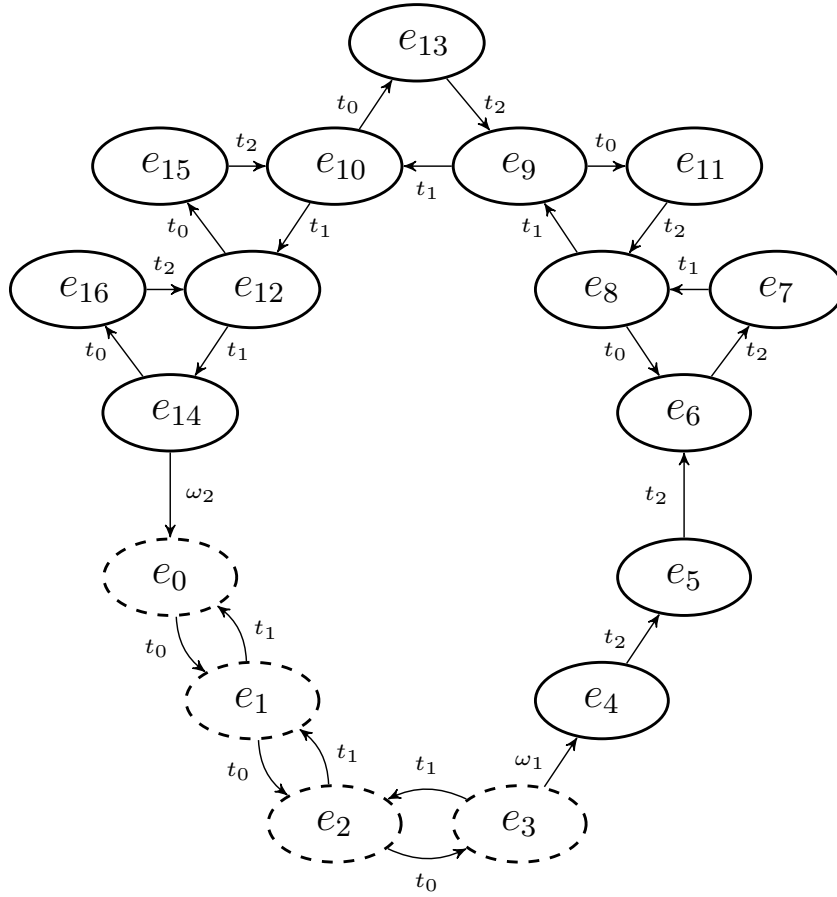 e₁₃
t₀ t₂
e₁₅ t₂ e₁₀ t₁ e₉ t₀ e₁₁
t₀ t₁ t₁ t₂
e₁₆ t₂ e₁₂ e₈ t₁ e₇
t₀ t₁ t₀ t₂
e₁₄ e₆
ω₂ t₂
e₀ e₅
t₀ t₁ t₂
e₁ e₄
t₀ t₁ t₁ ω₁
e₂ e₃
t₀